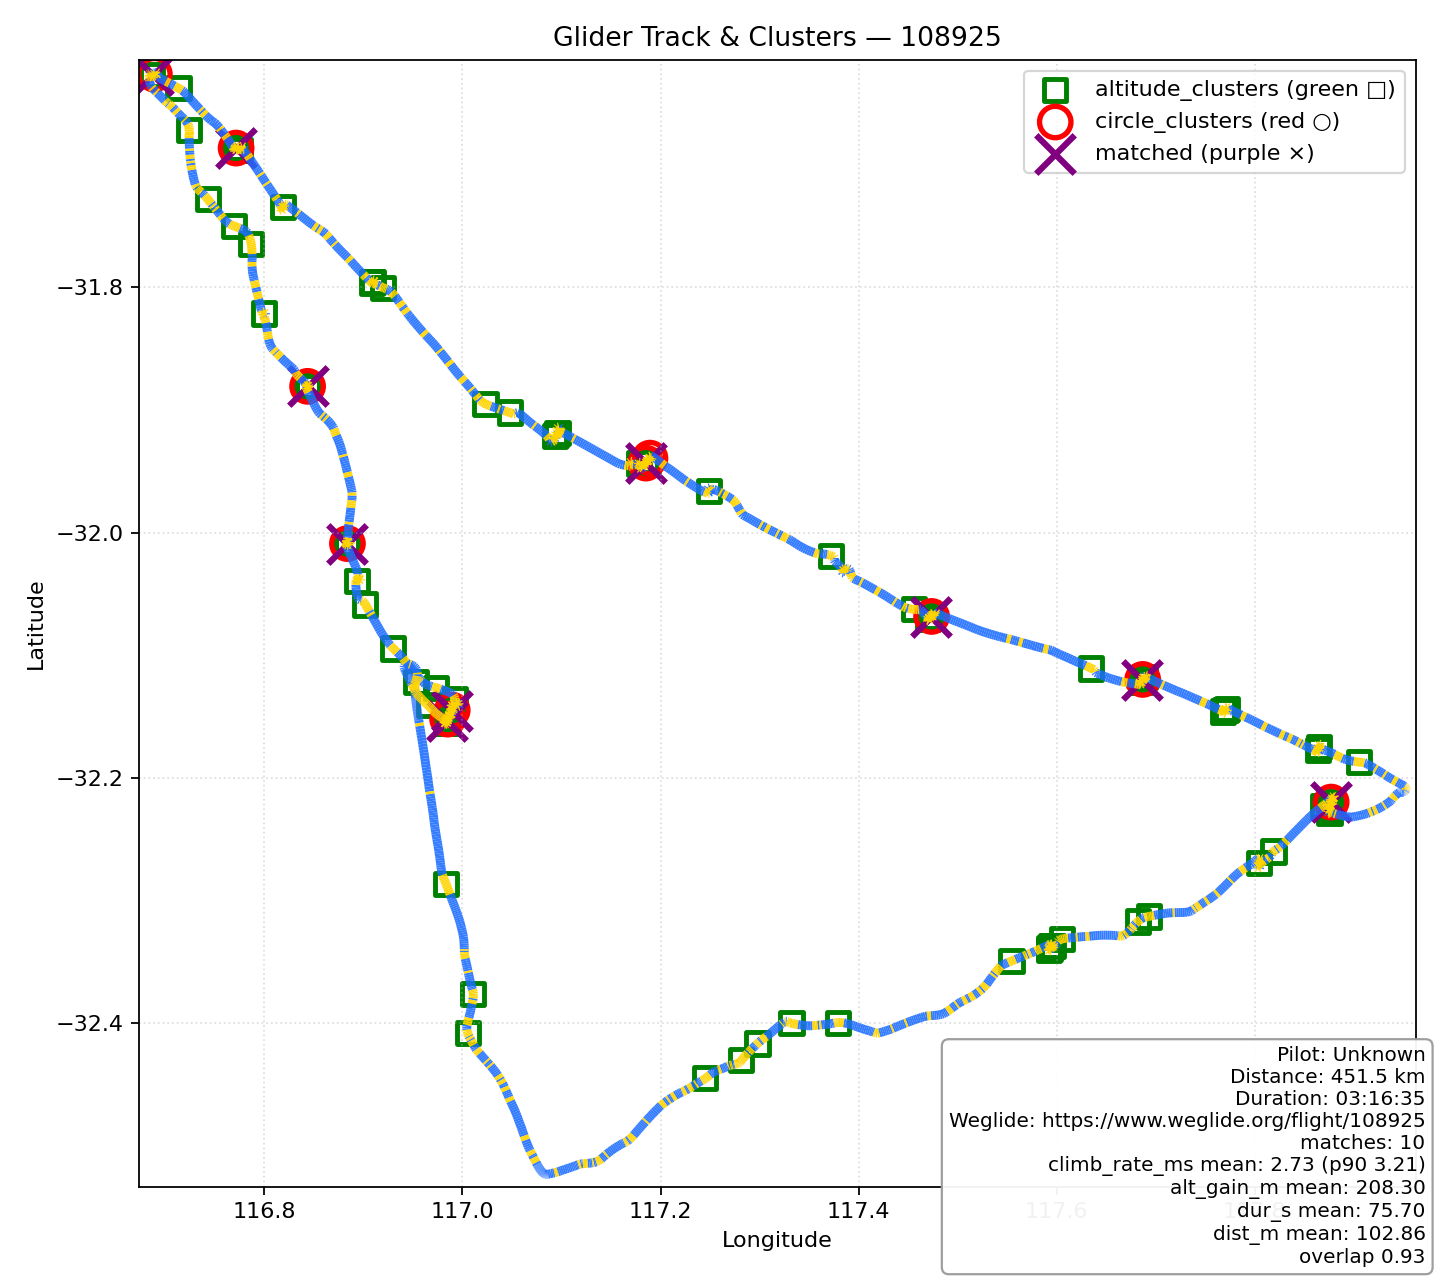 Glider Track & Clusters — 108925
altitude_clusters (green □)
circle_clusters (red ○)
matched (purple ×)
Latitude
−31.8
−32.0
−32.2
−32.4
116.8
117.0
117.2
117.4
117.6
Longitude
Pilot: Unknown
Distance: 451.5 km
Duration: 03:16:35
Weglide: https://www.weglide.org/flight/108925
matches: 10
climb_rate_ms mean: 2.73 (p90 3.21)
alt_gain_m mean: 208.30
dur_s mean: 75.70
dist_m mean: 102.86
overlap 0.93